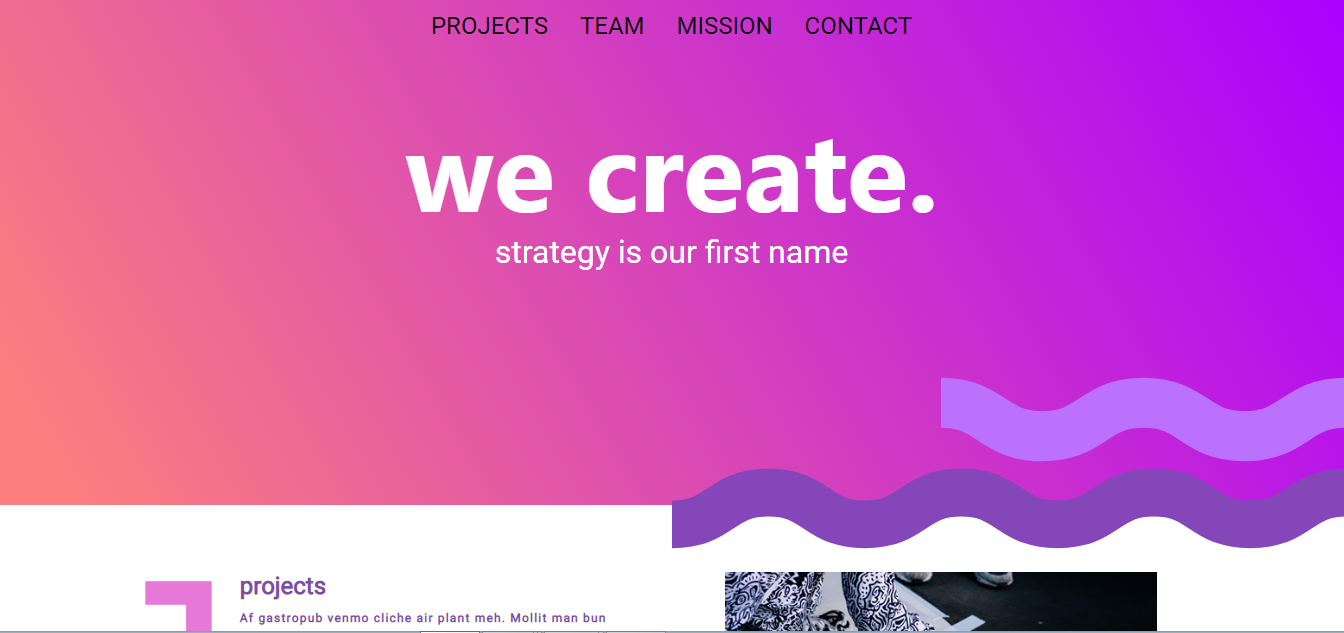 PROJECTS TEAM MISSION CONTACT
we create.
strategy is our first name
projects
Af gastropub venmo cliche air plant meh. Mollit man bun